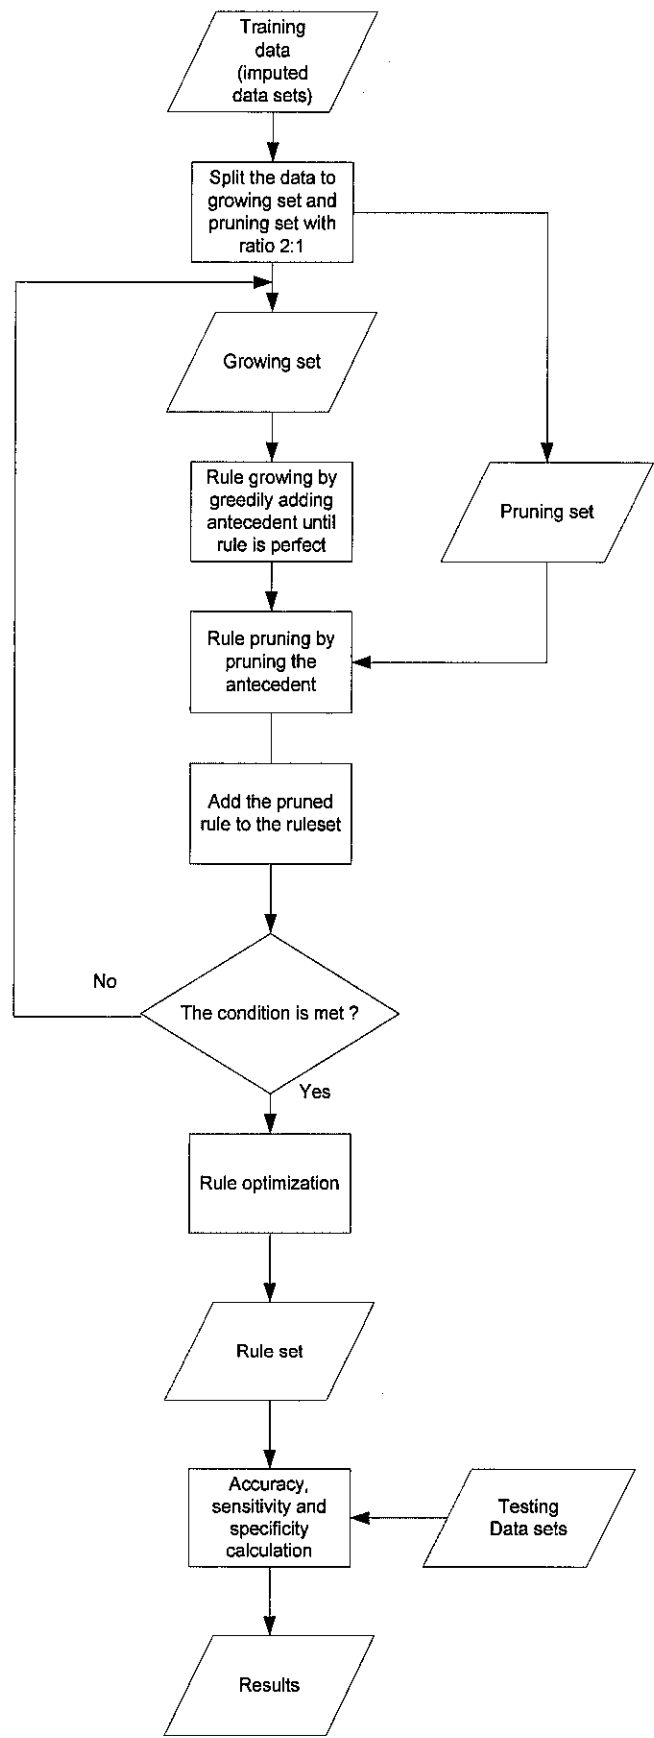 Training
data
(imputed
data sets)
Split the data to
growing set and
pruning set with
ratio 2:1
Growing set
Rule growing by
greedily adding
antecedent until
rule is perfect
Pruning set
Rule pruning by
pruning the
antecedent
Add the pruned
rule to the ruleset
No
The condition is met ?
Yes
Rule optimization
Rule set
Accuracy,
sensitivity and
specificity
calculation
Testing
Data sets
Results